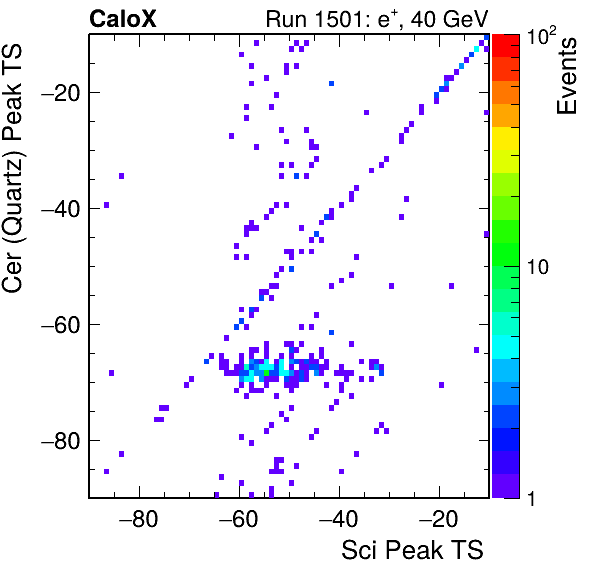 CaloX
Run 1501: e⁺, 40 GeV
Cer (Quartz) Peak TS
−20
−40
−60
−80
−80
−60
−40
−20
Sci Peak TS
10²
10
1
Events